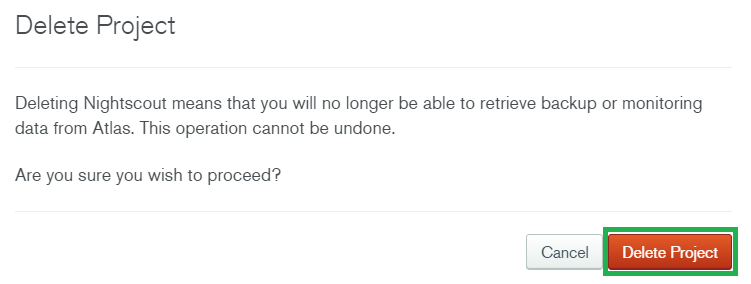 Delete Project
Deleting Nightscout means that you will no longer be able to retrieve backup or monitoring
data from Atlas. This operation cannot be undone.
Are you sure you wish to proceed?
Cancel Delete Project